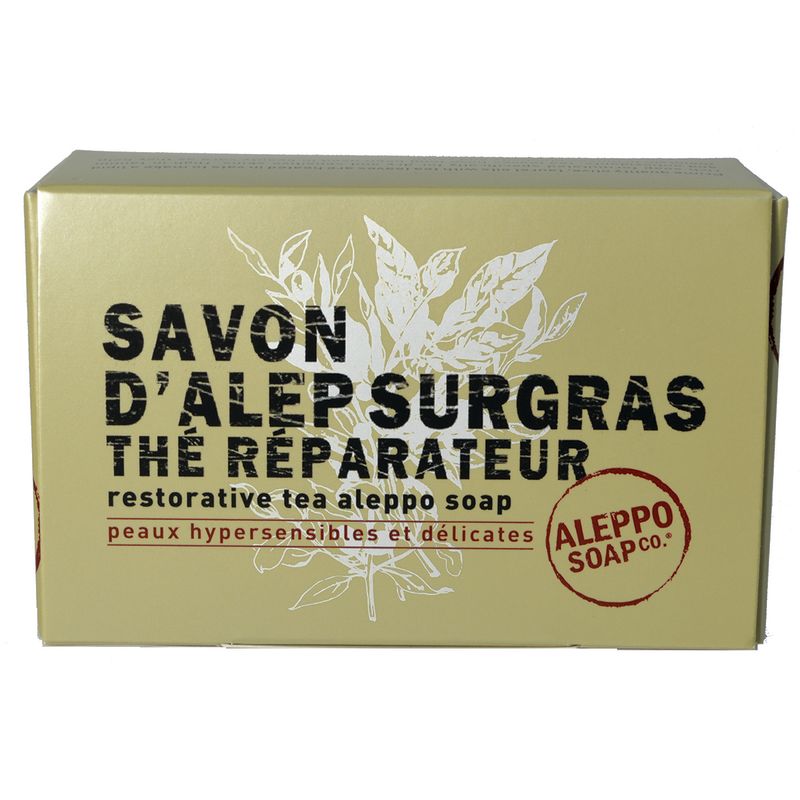 SAVON
D'ALEP SURGRAS
THÉ RÉPARATEUR
restorative tea aleppo soap
peaux hypersensibles et délicates
ALEPPO
SOAP CO.®